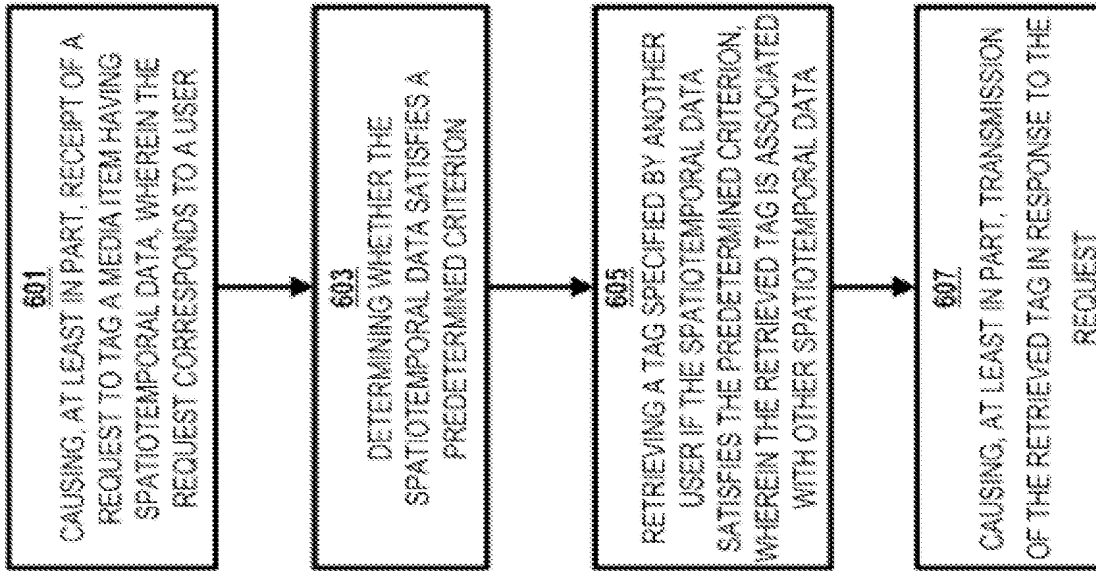 601
CAUSING, AT LEAST IN PART, RECEIPT OF A
REQUEST TO TAG A MEDIA ITEM HAVING
SPATIOTEMPORAL DATA, WHEREIN THE
REQUEST CORRESPONDS TO A USER
603
DETERMINING WHETHER THE
SPATIOTEMPORAL DATA SATISFIES A
PREDETERMINED CRITERION
605
RETRIEVING A TAG SPECIFIED BY ANOTHER
USER IF THE SPATIOTEMPORAL DATA
SATISFIES THE PREDETERMINED CRITERION,
WHEREIN THE RETRIEVED TAG IS ASSOCIATED
WITH OTHER SPATIOTEMPORAL DATA
607
CAUSING, AT LEAST IN PART, TRANSMISSION
OF THE RETRIEVED TAG IN RESPONSE TO THE
REQUEST